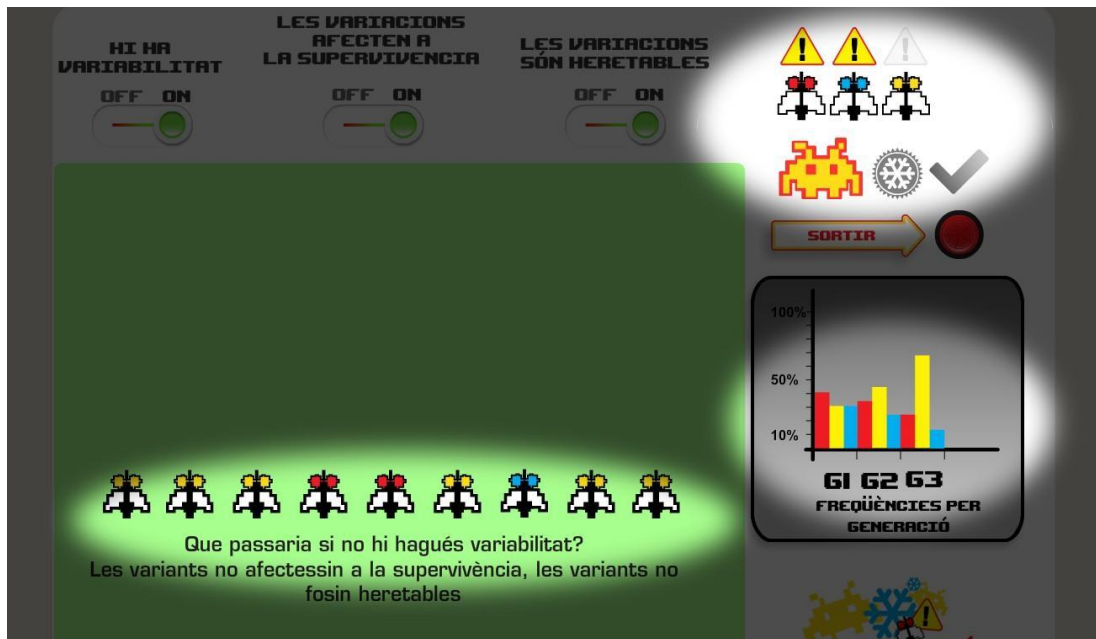 HI HA
VARIABILITAT
OFF ON
LES VARIACIONS
AFECTEN A
LA SUPERVIVENCIA
OFF ON
LES VARIACIONS
SÓN HERETABLES
OFF ON
SORTIR
100%
50%
10%
G1 G2 G3
FREQÜÈNCIES PER
GENERACIÓ
Que passaria si no hi hagués variabilitat?
Les variants no afectessin a la supervivència, les variants no
fosin heretables